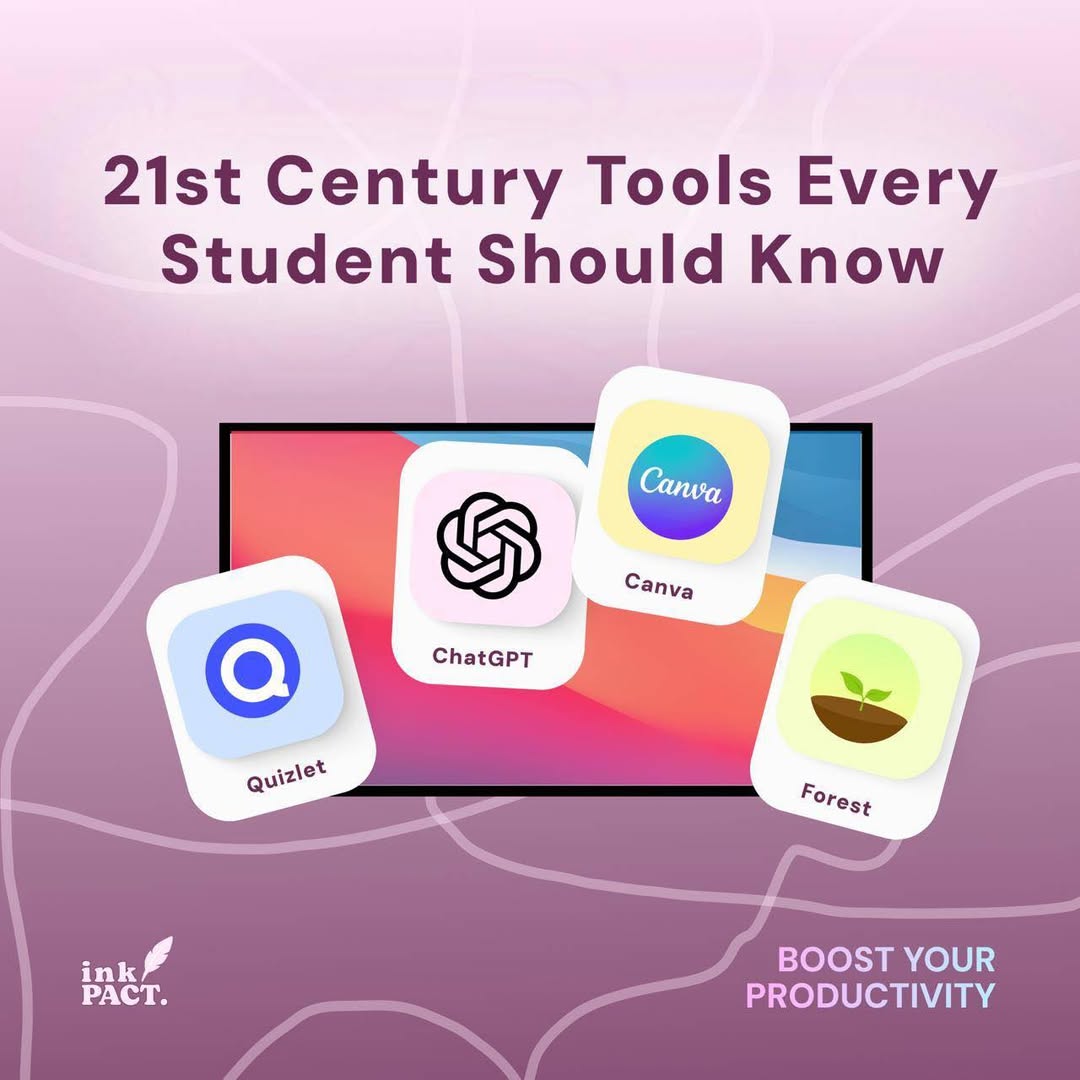 21st Century Tools Every
Student Should Know
Canva
Canva
ChatGPT
Quizlet
Forest
ink
PACT.
BOOST YOUR
PRODUCTIVITY